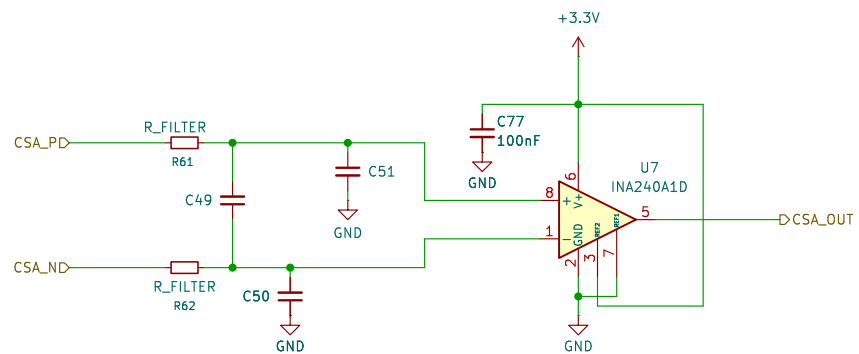 +3.3V
CSA_P
R_FILTER
R61
C49
C51
GND
C77
100nF
GND
U7
INA240A1D
6
V+
8
+
1
-
GND
REF2
REF1
2
3
7
5
CSA_OUT
CSA_N
R_FILTER
R62
C50
GND
GND